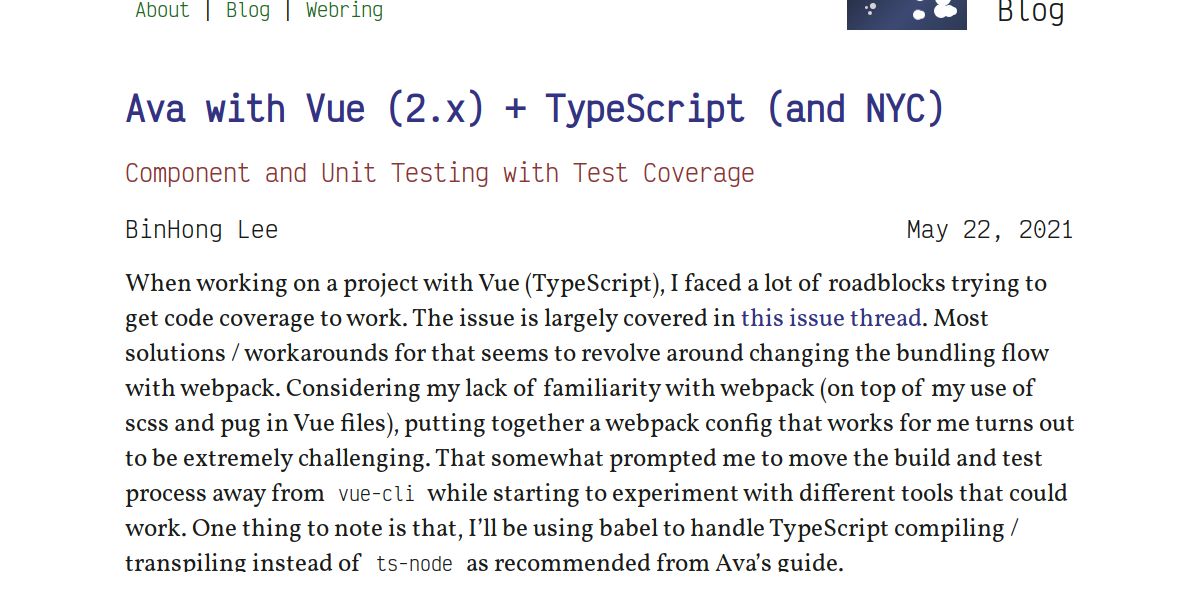 About | Blog | Webring
Blog
Ava with Vue (2.x) + TypeScript (and NYC)
Component and Unit Testing with Test Coverage
BinHong Lee
May 22, 2021
When working on a project with Vue (TypeScript), I faced a lot of roadblocks trying to
get code coverage to work. The issue is largely covered in this issue thread. Most
solutions / workarounds for that seems to revolve around changing the bundling flow
with webpack. Considering my lack of familiarity with webpack (on top of my use of
scss and pug in Vue files), putting together a webpack config that works for me turns out
to be extremely challenging. That somewhat prompted me to move the build and test
process away from vue-cli while starting to experiment with different tools that could
work. One thing to note is that, I’ll be using babel to handle TypeScript compiling /
transpiling instead of ts-node as recommended from Ava’s guide.